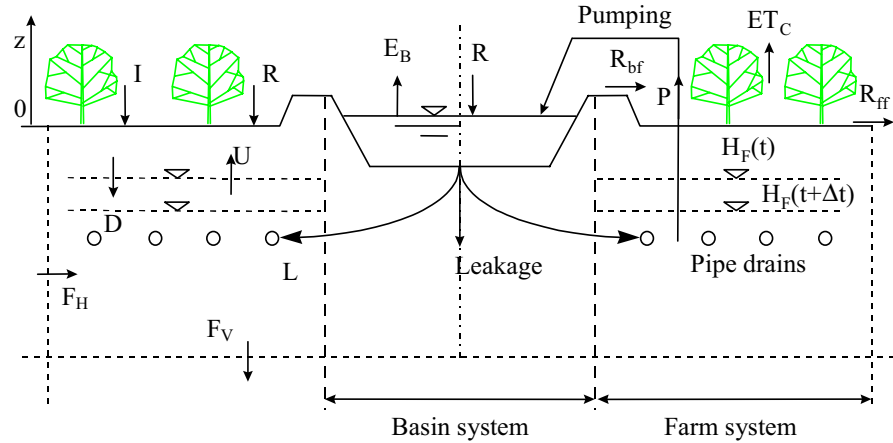 Pumping
ET_C
z
E_B
R
R_bf
I
R
P
R_ff
0
H_F(t)
U
H_F(t+Δt)
D
L
Leakage
Pipe drains
F_H
F_V
Basin system
Farm system